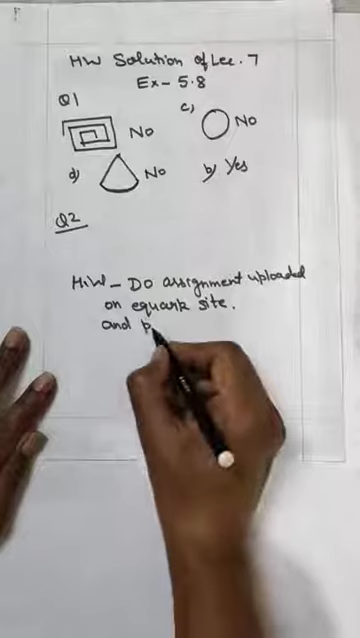 HW Solution of Lec. 7
Ex - 5.8
Q1
c)
No
No
d)
No
b) Yes
Q2
H.W - Do assignment uploaded
on equark site.
and p